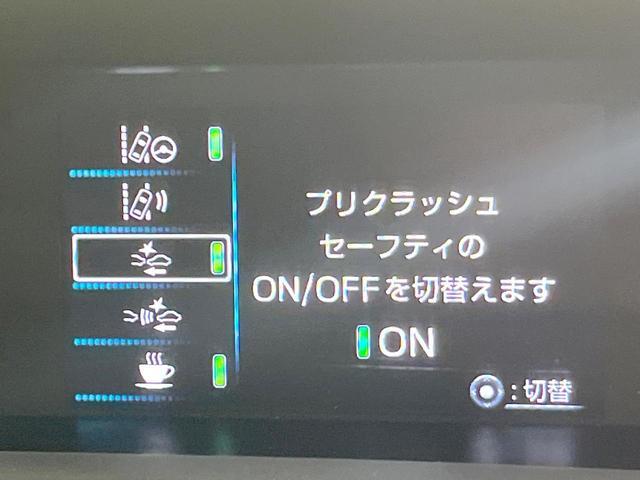 プリクラッシュ
セーフティの
ON/OFFを切替えます
ON
:切替